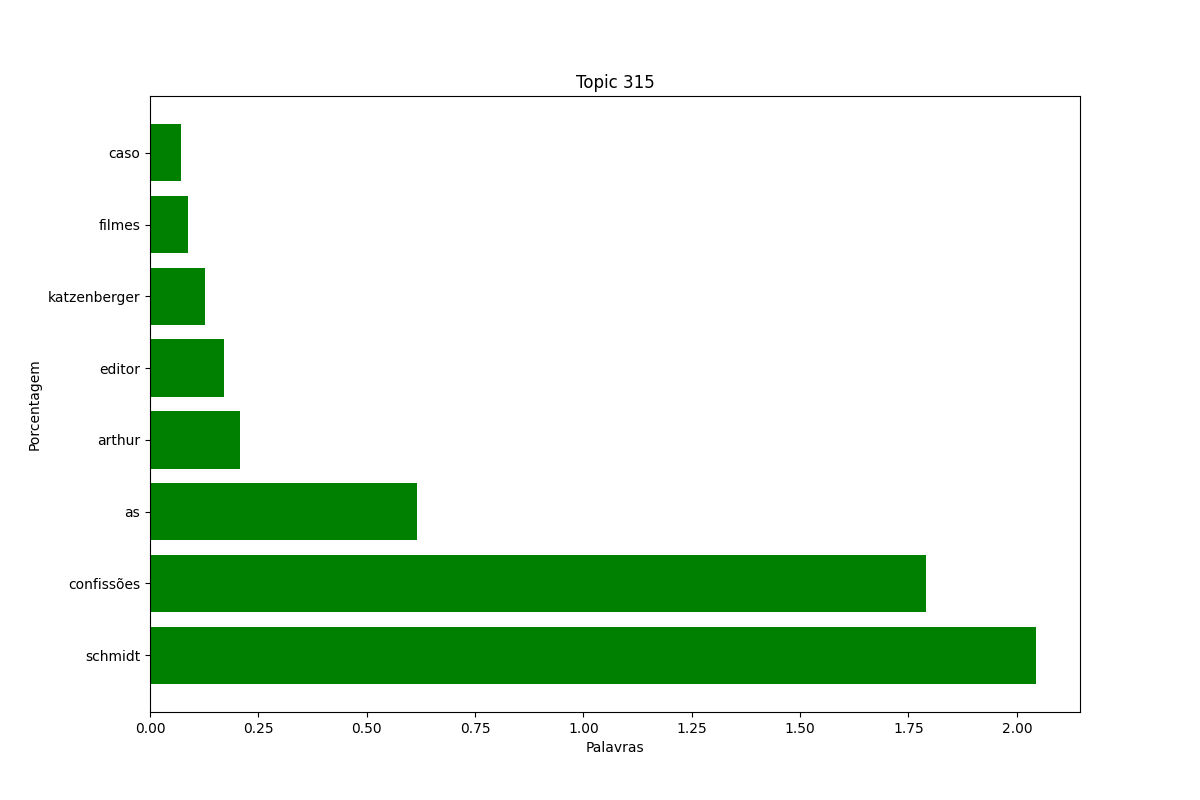 Topic 315
caso
filmes
katzenberger
editor
arthur
as
confissões
schmidt
Porcentagem
0.00 0.25 0.50 0.75 1.00 1.25 1.50 1.75 2.00
Palavras